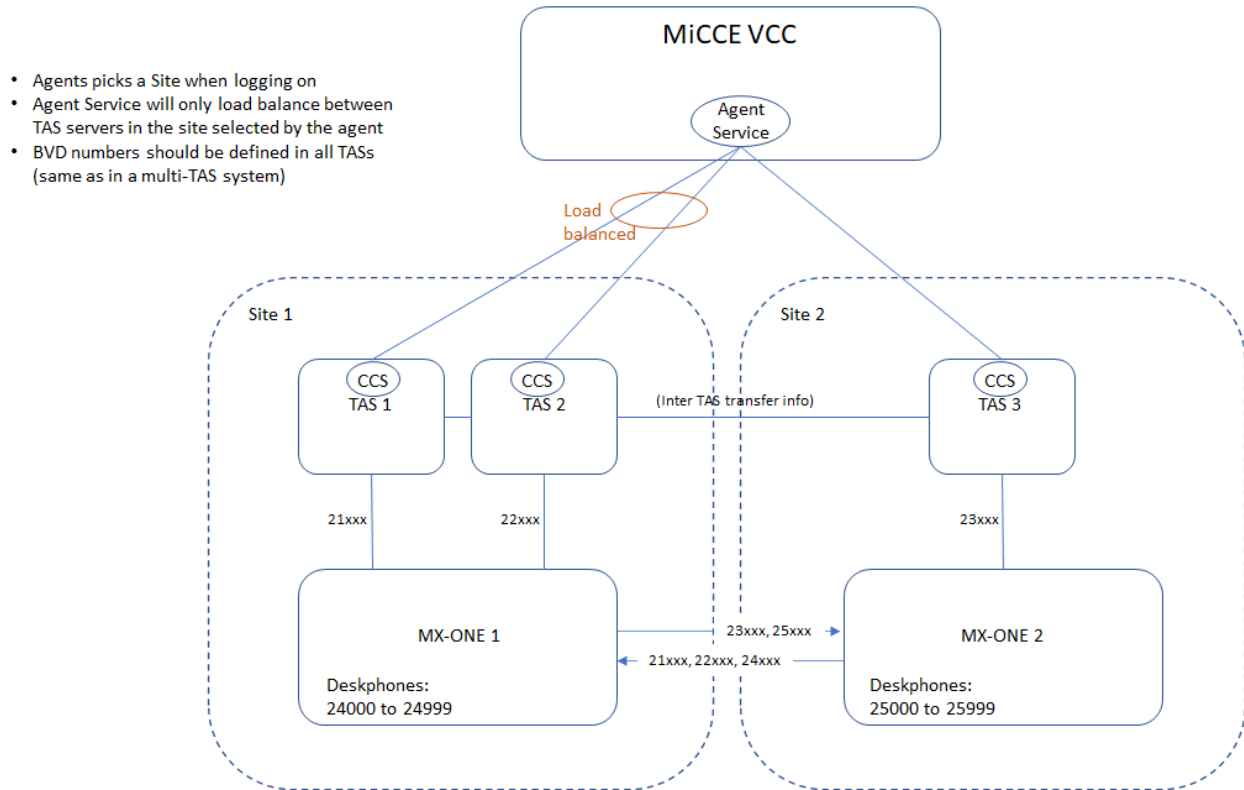 MiCCE VCC
• Agents picks a Site when logging on
• Agent Service will only load balance between
TAS servers in the site selected by the agent
• BVD numbers should be defined in all TASs
(same as in a multi-TAS system)
Agent
Service
Load
balanced
Site 1
Site 2
CCS
TAS 1
CCS
TAS 2
(Inter TAS transfer info)
CCS
TAS 3
21xxx
22xxx
23xxx
MX-ONE 1
23xxx, 25xxx
21xxx, 22xxx, 24xxx
MX-ONE 2
Deskphones:
24000 to 24999
Deskphones:
25000 to 25999